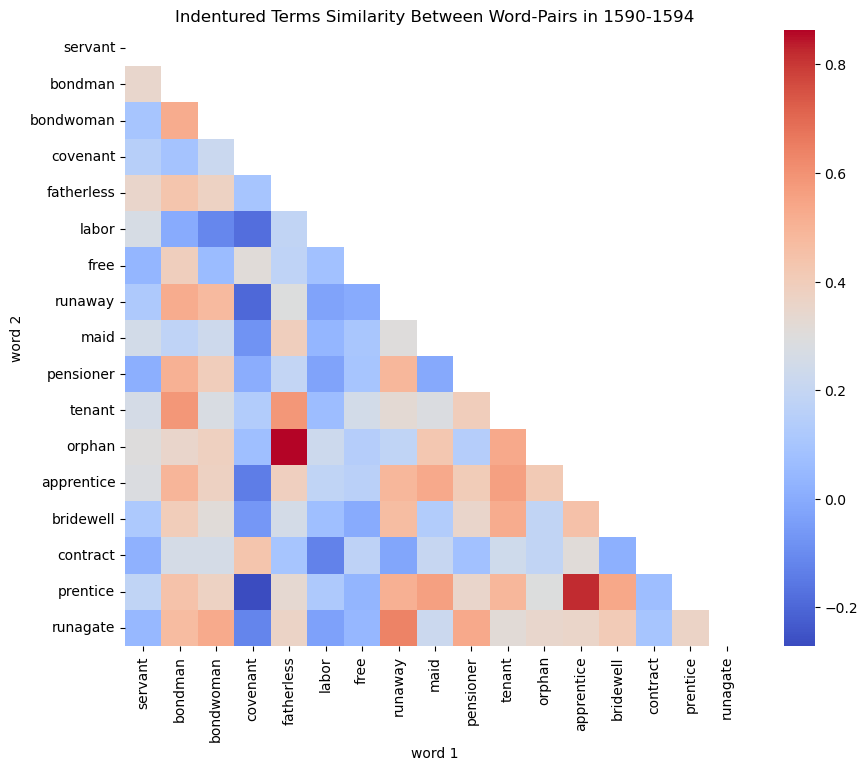 Indentured Terms Similarity Between Word-Pairs in 1590-1594
servant
bondman
bondwoman
covenant
fatherless
labor
free
runaway
maid
pensioner
tenant
orphan
apprentice
bridewell
contract
prentice
runagate
word 2
servant
bondman
bondwoman
covenant
fatherless
labor
free
runaway
maid
pensioner
tenant
orphan
apprentice
bridewell
contract
prentice
runagate
word 1
0.8
0.6
0.4
0.2
0.0
−0.2